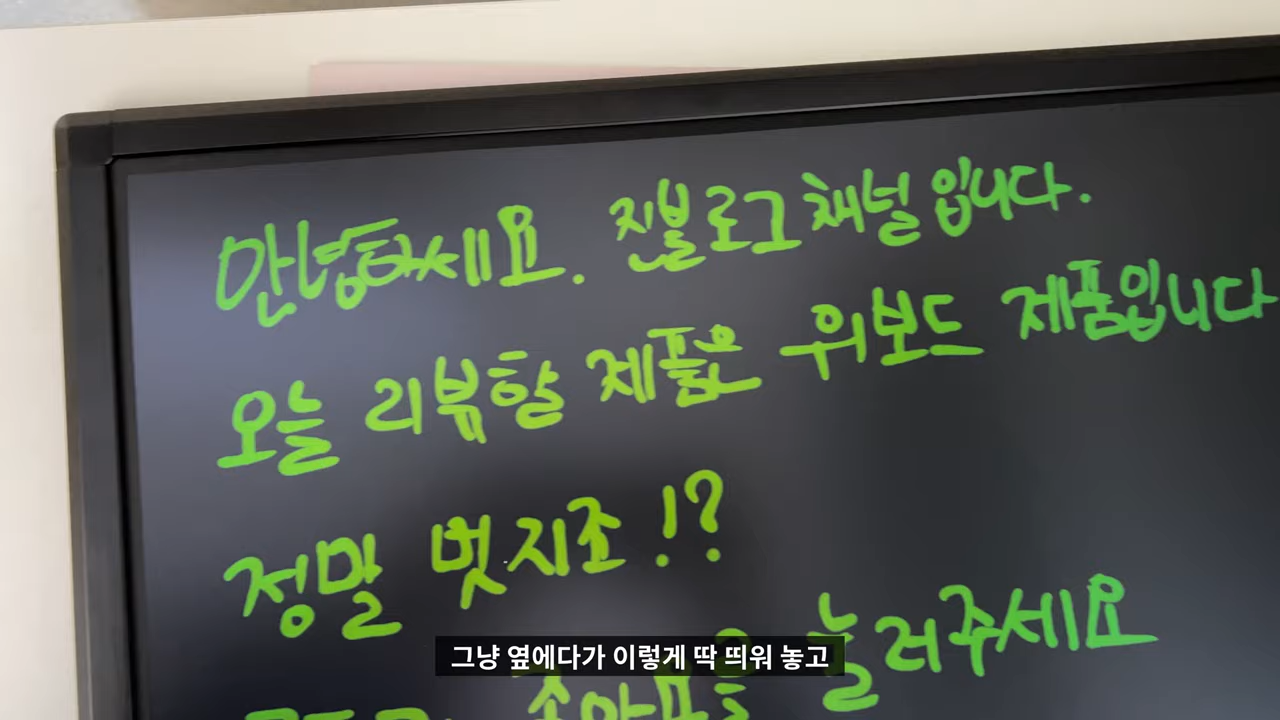 안녕하세요. 진블로그 채널 입니다.
오늘 리뷰할 제품은 위보드 제품입니다
정말 멋지죠!?
눌러주세요
그냥 옆에다가 이렇게 딱 띄워 놓고